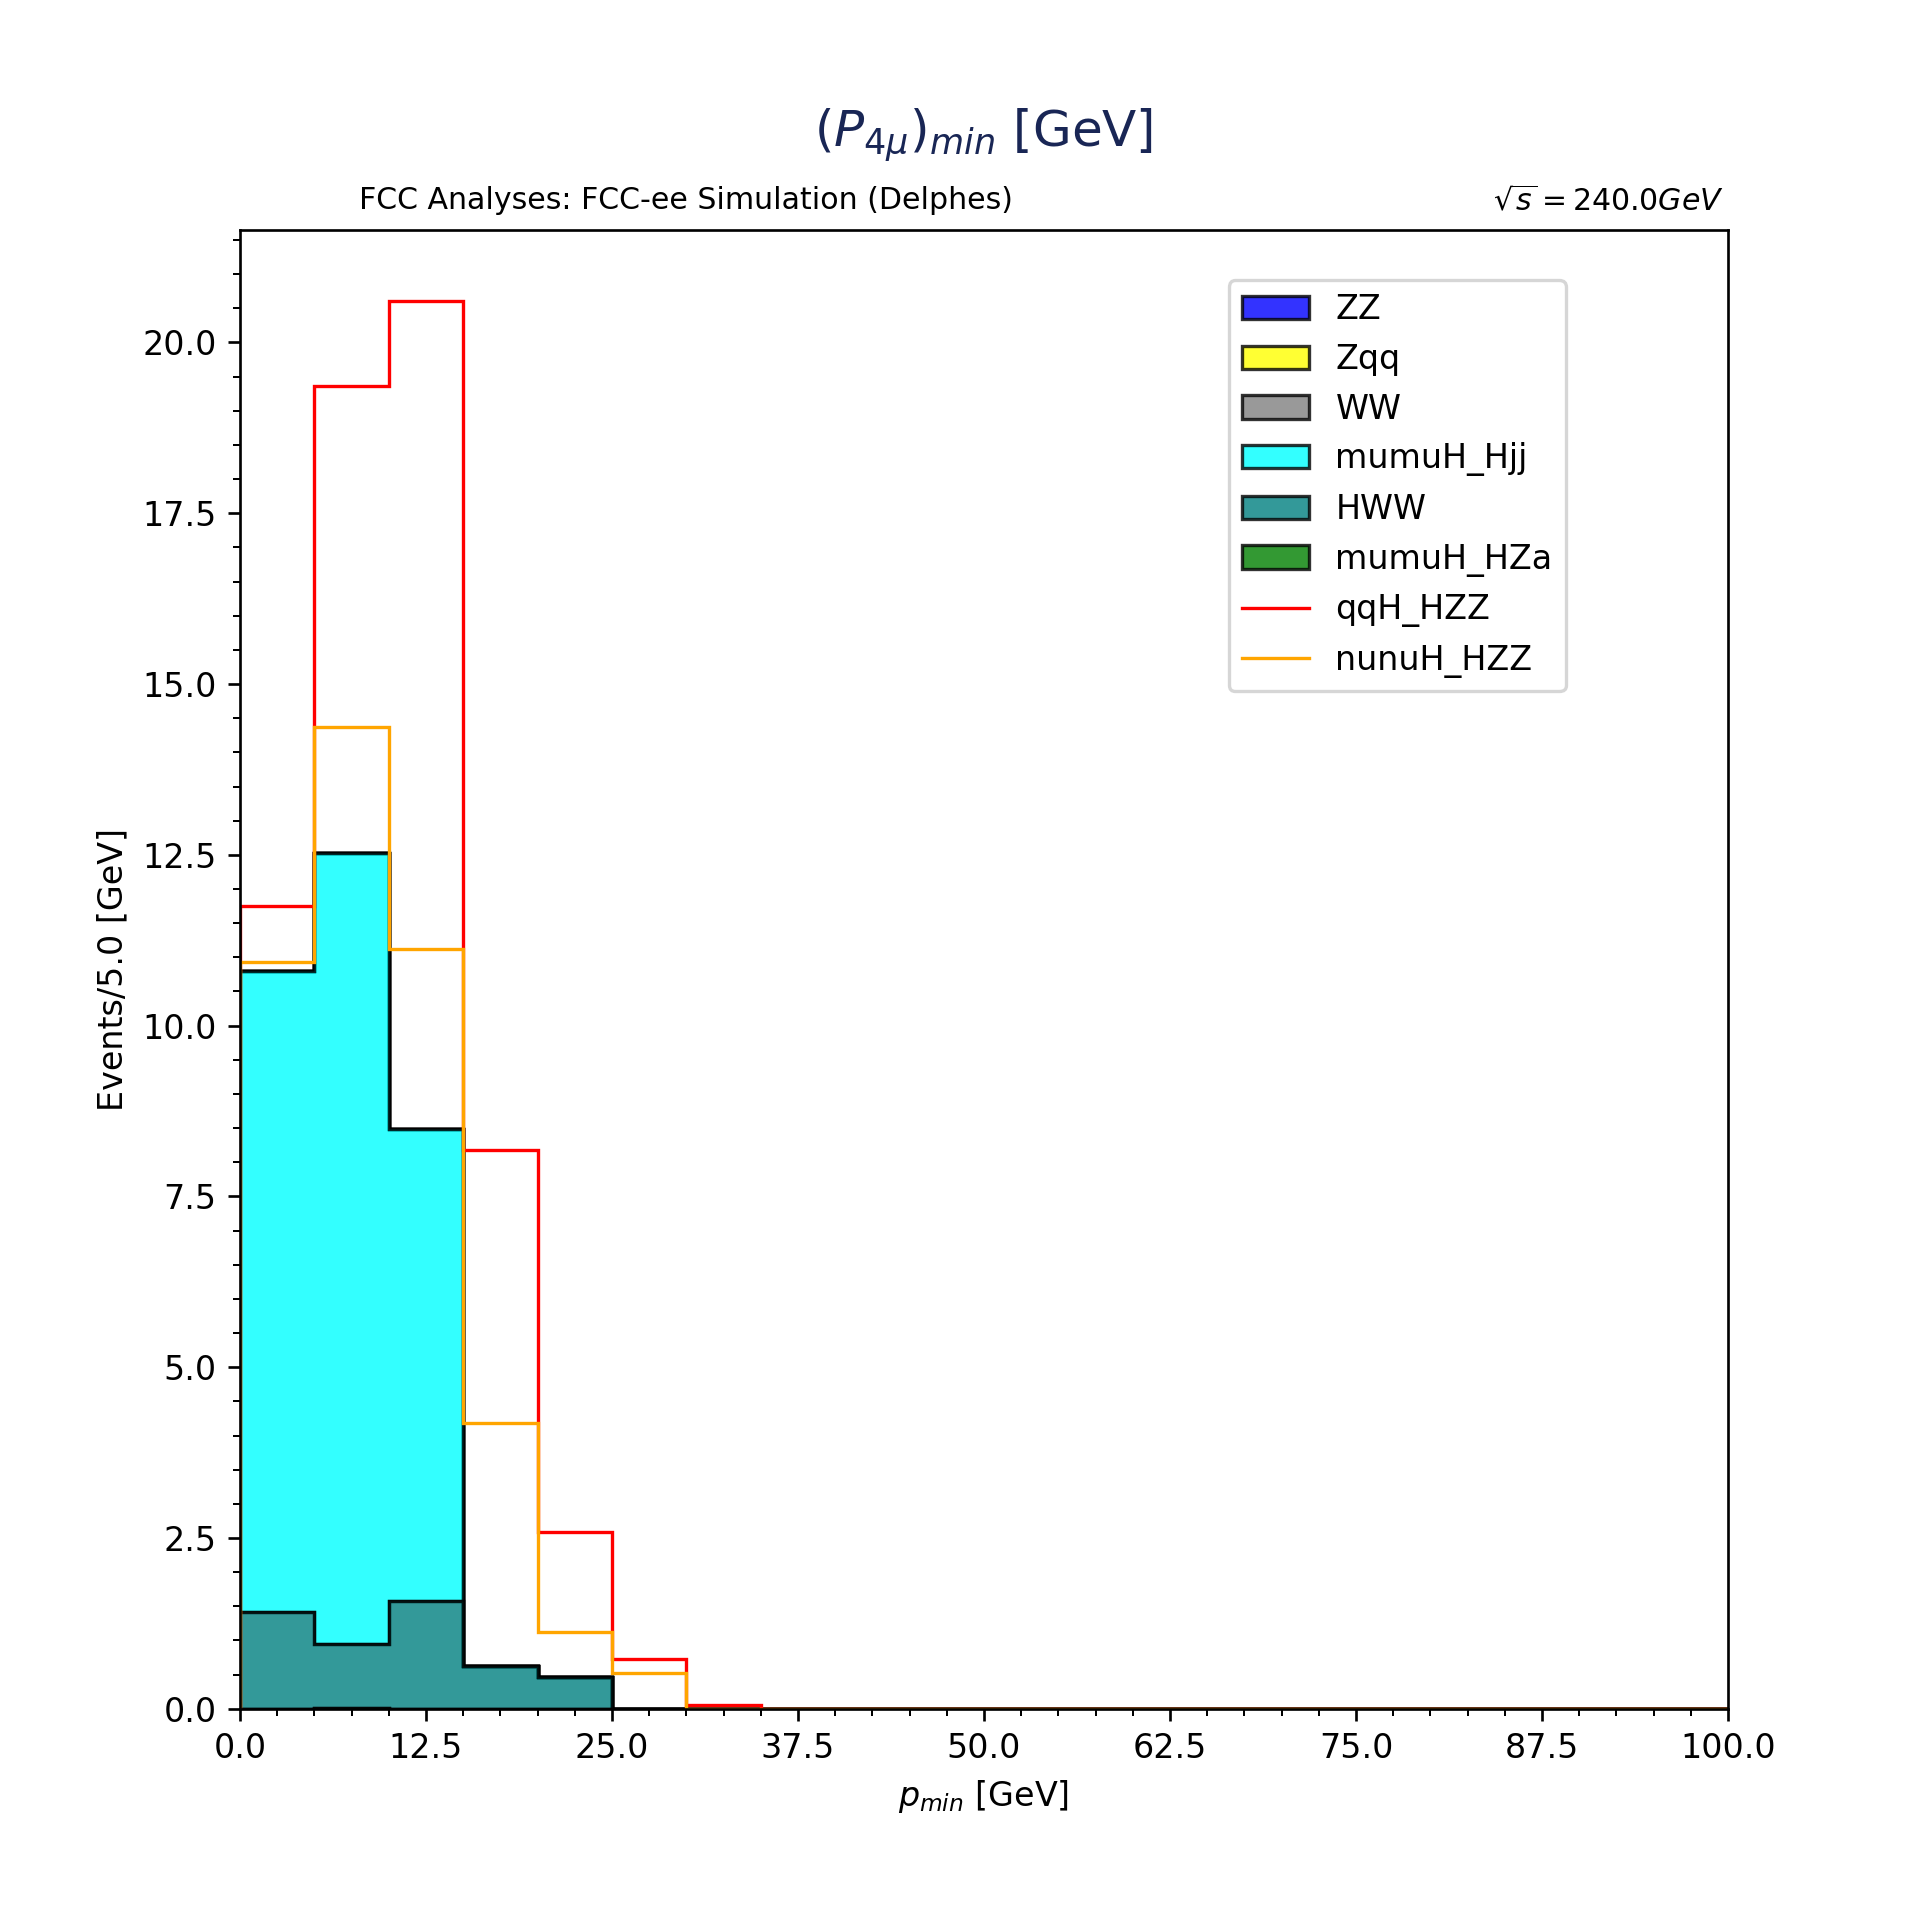 (P₄μ)ₘᵢₙ [GeV]
FCC Analyses: FCC-ee Simulation (Delphes)
√s = 240.0GeV
ZZ
Zqq
WW
mumuH_Hjj
HWW
mumuH_HZa
qqH_HZZ
nunuH_HZZ
Events/5.0 [GeV]
20.0
17.5
15.0
12.5
10.0
7.5
5.0
2.5
0.0
0.0 12.5 25.0 37.5 50.0 62.5 75.0 87.5 100.0
pₘᵢₙ [GeV]